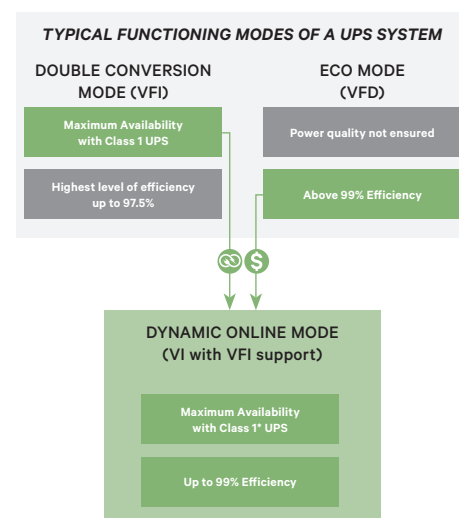 TYPICAL FUNCTIONING MODES OF A UPS SYSTEM
DOUBLE CONVERSION
MODE (VFI)
Maximum Availability
with Class 1 UPS
Highest level of efficiency
up to 97.5%
ECO MODE
(VFD)
Power quality not ensured
Above 99% Efficiency
$
DYNAMIC ONLINE MODE
(VI with VFI support)
Maximum Availability
with Class 1* UPS
Up to 99% Efficiency